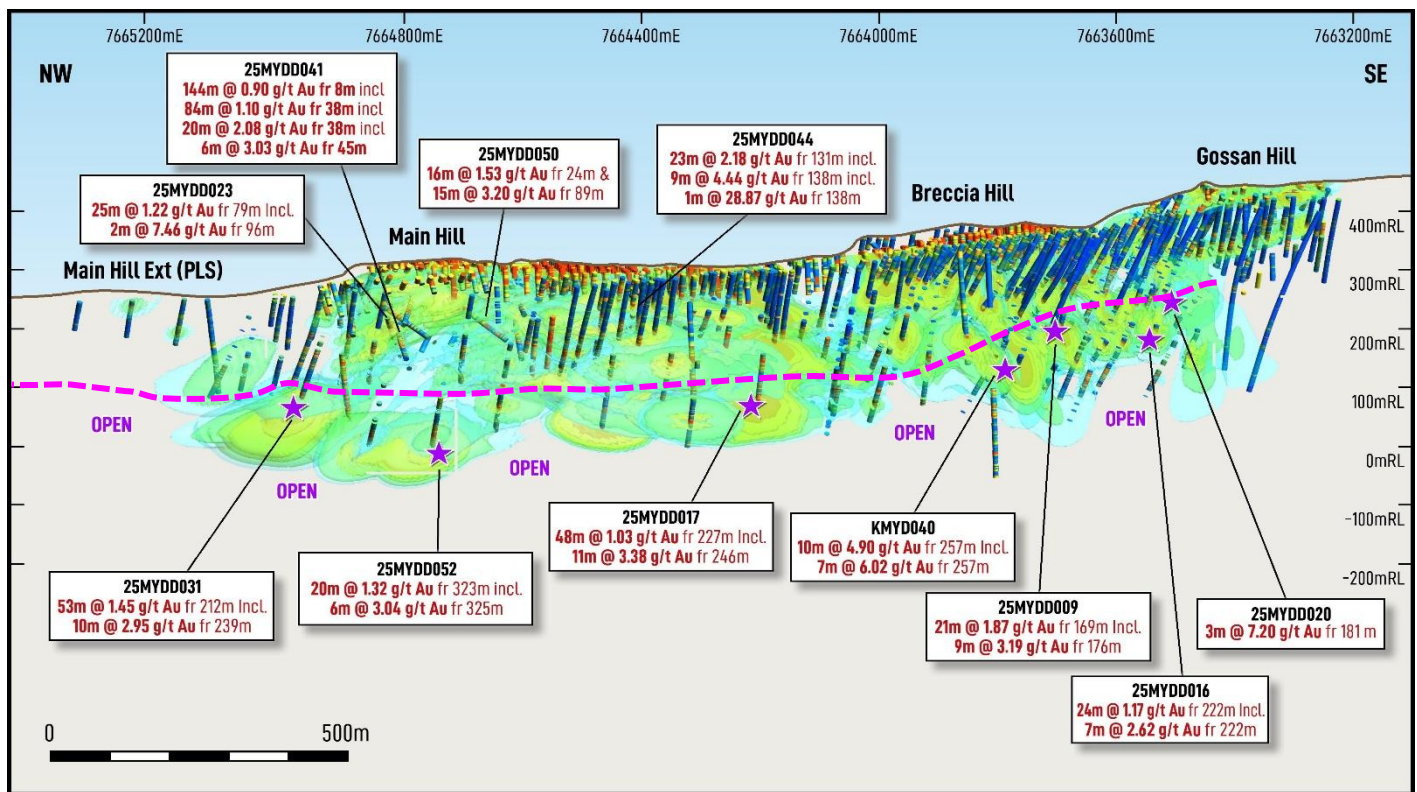 7665200mE
7664800mE
7664400mE
7664000mE
7663600mE
7663200mE
NW
SE
25MYDD041
144m @ 0.90 g/t Au fr 8m incl
84m @ 1.10 g/t Au fr 38m incl
20m @ 2.08 g/t Au fr 38m incl
6m @ 3.03 g/t Au fr 45m
25MYDD050
16m @ 1.53 g/t Au fr 24m &
15m @ 3.20 g/t Au fr 89m
25MYDD044
23m @ 2.18 g/t Au fr 131m incl.
9m @ 4.44 g/t Au fr 138m incl.
1m @ 28.87 g/t Au fr 138m
25MYDD023
25m @ 1.22 g/t Au fr 79m Incl.
2m @ 7.46 g/t Au fr 96m
Gossan Hill
Breccia Hill
Main Hill
Main Hill Ext (PLS)
400mRL
300mRL
200mRL
100mRL
0mRL
-100mRL
-200mRL
OPEN
OPEN
OPEN
OPEN
OPEN
25MYDD031
53m @ 1.45 g/t Au fr 212m Incl.
10m @ 2.95 g/t Au fr 239m
25MYDD052
20m @ 1.32 g/t Au fr 323m incl.
6m @ 3.04 g/t Au fr 325m
25MYDD017
48m @ 1.03 g/t Au fr 227m Incl.
11m @ 3.38 g/t Au fr 246m
KMYD040
10m @ 4.90 g/t Au fr 257m Incl.
7m @ 6.02 g/t Au fr 257m
25MYDD009
21m @ 1.87 g/t Au fr 169m Incl.
9m @ 3.19 g/t Au fr 176m
25MYDD020
3m @ 7.20 g/t Au fr 181 m
25MYDD016
24m @ 1.17 g/t Au fr 222m Incl.
7m @ 2.62 g/t Au fr 222m
0
500m